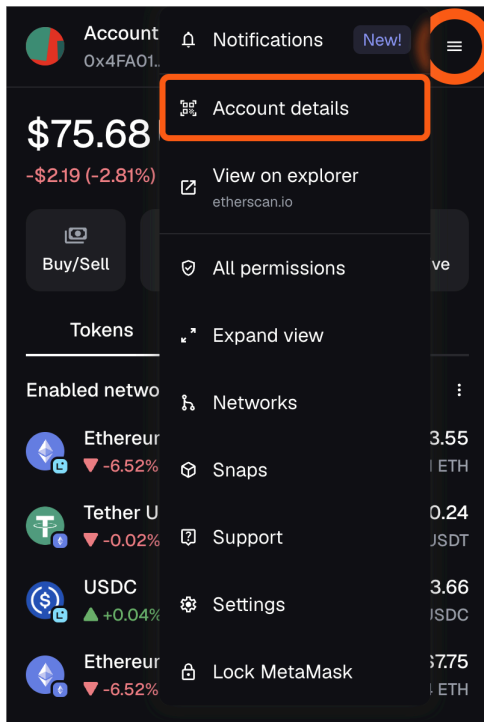 Account
0x4FA01..
Notifications
New!
Account details
$75.68
-$2.19 (-2.81%)
View on explorer
etherscan.io
Buy/Sell
ve
All permissions
Tokens
Expand view
Enabled netwo
Networks
Ethereur
3.55
-6.52%
ETH
Snaps
Tether U
0.24
-0.02%
USDT
Support
USDC
3.66
+0.04%
USDC
Settings
Ethereur
$7.75
-6.52%
ETH
Lock MetaMask